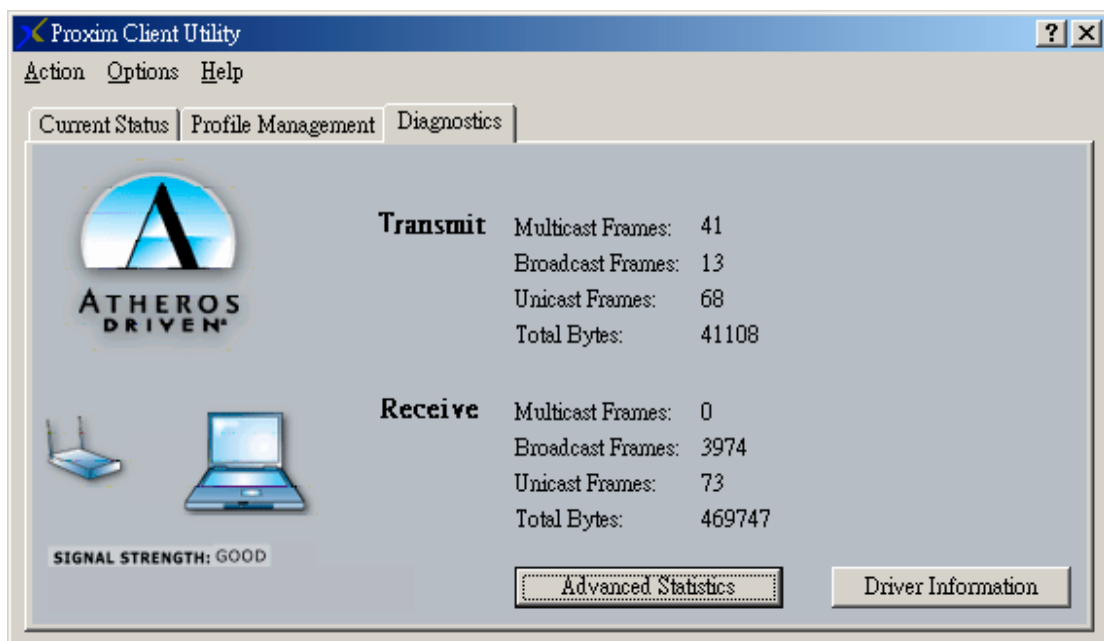 Proxim Client Utility
Action Options Help
Current Status Profile Management Diagnostics
ATHEROS
DRIVEN
Transmit
Multicast Frames: 41
Broadcast Frames: 13
Unicast Frames: 68
Total Bytes: 41108
Receive
Multicast Frames: 0
Broadcast Frames: 3974
Unicast Frames: 73
Total Bytes: 469747
SIGNAL STRENGTH: GOOD
Advanced Statistics Driver Information